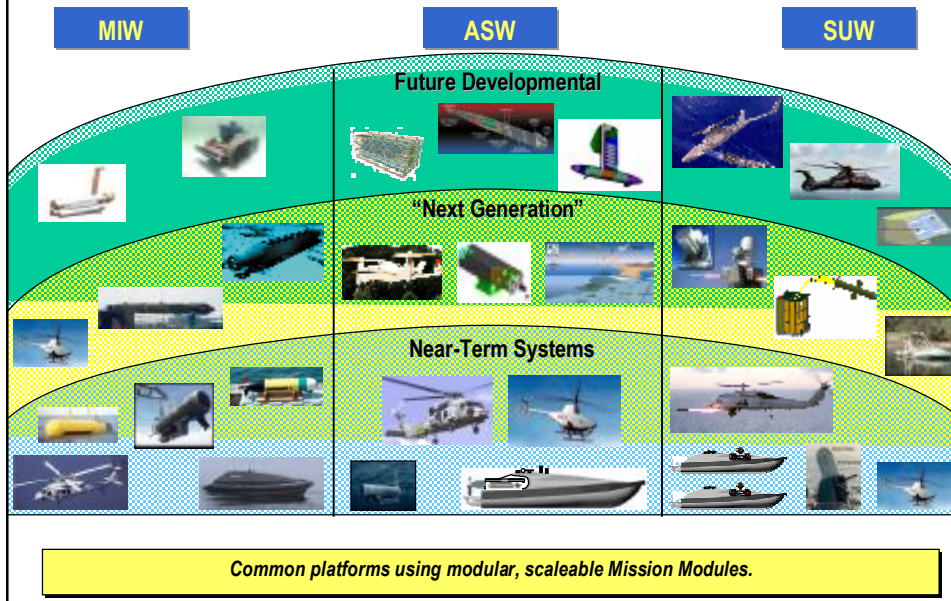 MIW
ASW
SUW
Future Developmental
“Next Generation”
Near-Term Systems
Common platforms using modular, scaleable Mission Modules.